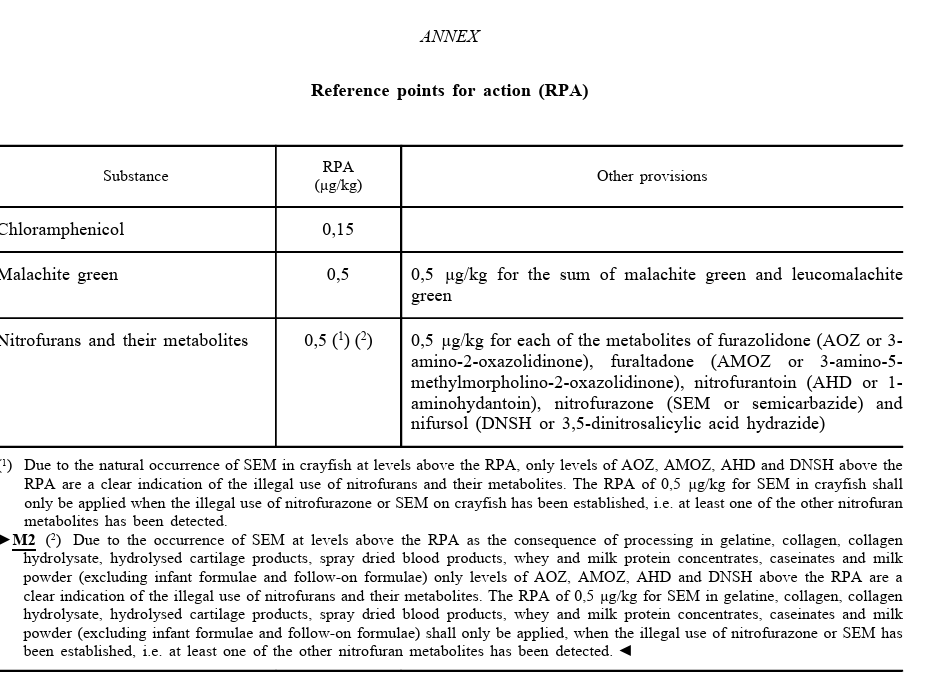 ANNEX
Reference points for action (RPA)
Substance
RPA
(μg/kg)
Other provisions
Chloramphenicol
0,15
Malachite green
0,5
0,5 μg/kg for the sum of malachite green and leucomalachite
green
Nitrofurans and their metabolites
0,5 (¹) (²)
0,5 μg/kg for each of the metabolites of furazolidone (AOZ or 3-
amino-2-oxazolidinone), furaltadone (AMOZ or 3-amino-5-
methylmorpholino-2-oxazolidinone), nitrofurantoin (AHD or 1-
aminohydantoin), nitrofurazone (SEM or semicarbazide) and
nifursol (DNSH or 3,5-dinitrosalicylic acid hydrazide)
(¹) Due to the natural occurrence of SEM in crayfish at levels above the RPA, only levels of AOZ, AMOZ, AHD and DNSH above the
RPA are a clear indication of the illegal use of nitrofurans and their metabolites. The RPA of 0,5 μg/kg for SEM in crayfish shall
only be applied when the illegal use of nitrofurazone or SEM on crayfish has been established, i.e. at least one of the other nitrofuran
metabolites has been detected.
►M2 (²) Due to the occurrence of SEM at levels above the RPA as the consequence of processing in gelatine, collagen, collagen
hydrolysate, hydrolysed cartilage products, spray dried blood products, whey and milk protein concentrates, caseinates and milk
powder (excluding infant formulae and follow-on formulae) only levels of AOZ, AMOZ, AHD and DNSH above the RPA are a
clear indication of the illegal use of nitrofurans and their metabolites. The RPA of 0,5 μg/kg for SEM in gelatine, collagen, collagen
hydrolysate, hydrolysed cartilage products, spray dried blood products, whey and milk protein concentrates, caseinates and milk
powder (excluding infant formulae and follow-on formulae) shall only be applied, when the illegal use of nitrofurazone or SEM has
been established, i.e. at least one of the other nitrofuran metabolites has been detected. ◄